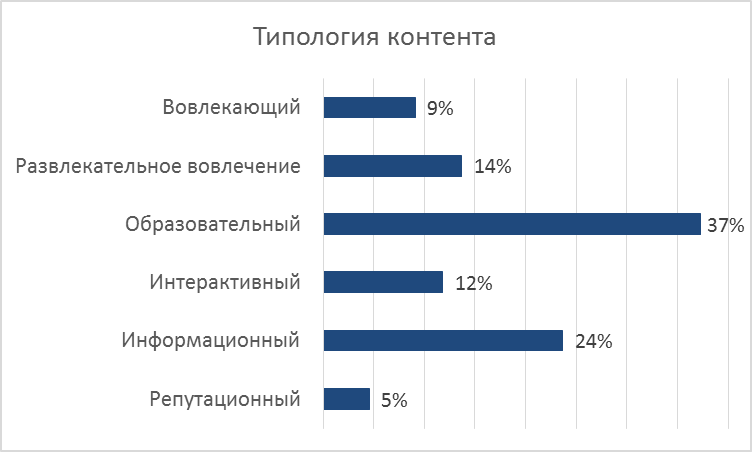 Типология контента
Вовлекающий 9%
Развлекательное вовлечение 14%
Образовательный 37%
Интерактивный 12%
Информационный 24%
Репутационный 5%